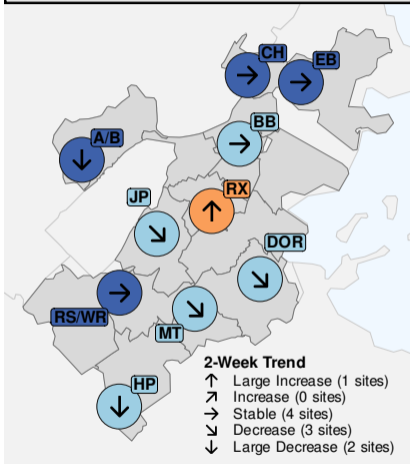 CH
EB
BB
A/B
RX
JP
DOR
RS/WR
MT
HP
2-Week Trend
↑ Large Increase (1 sites)
↗ Increase (0 sites)
→ Stable (4 sites)
↘ Decrease (3 sites)
↓ Large Decrease (2 sites)